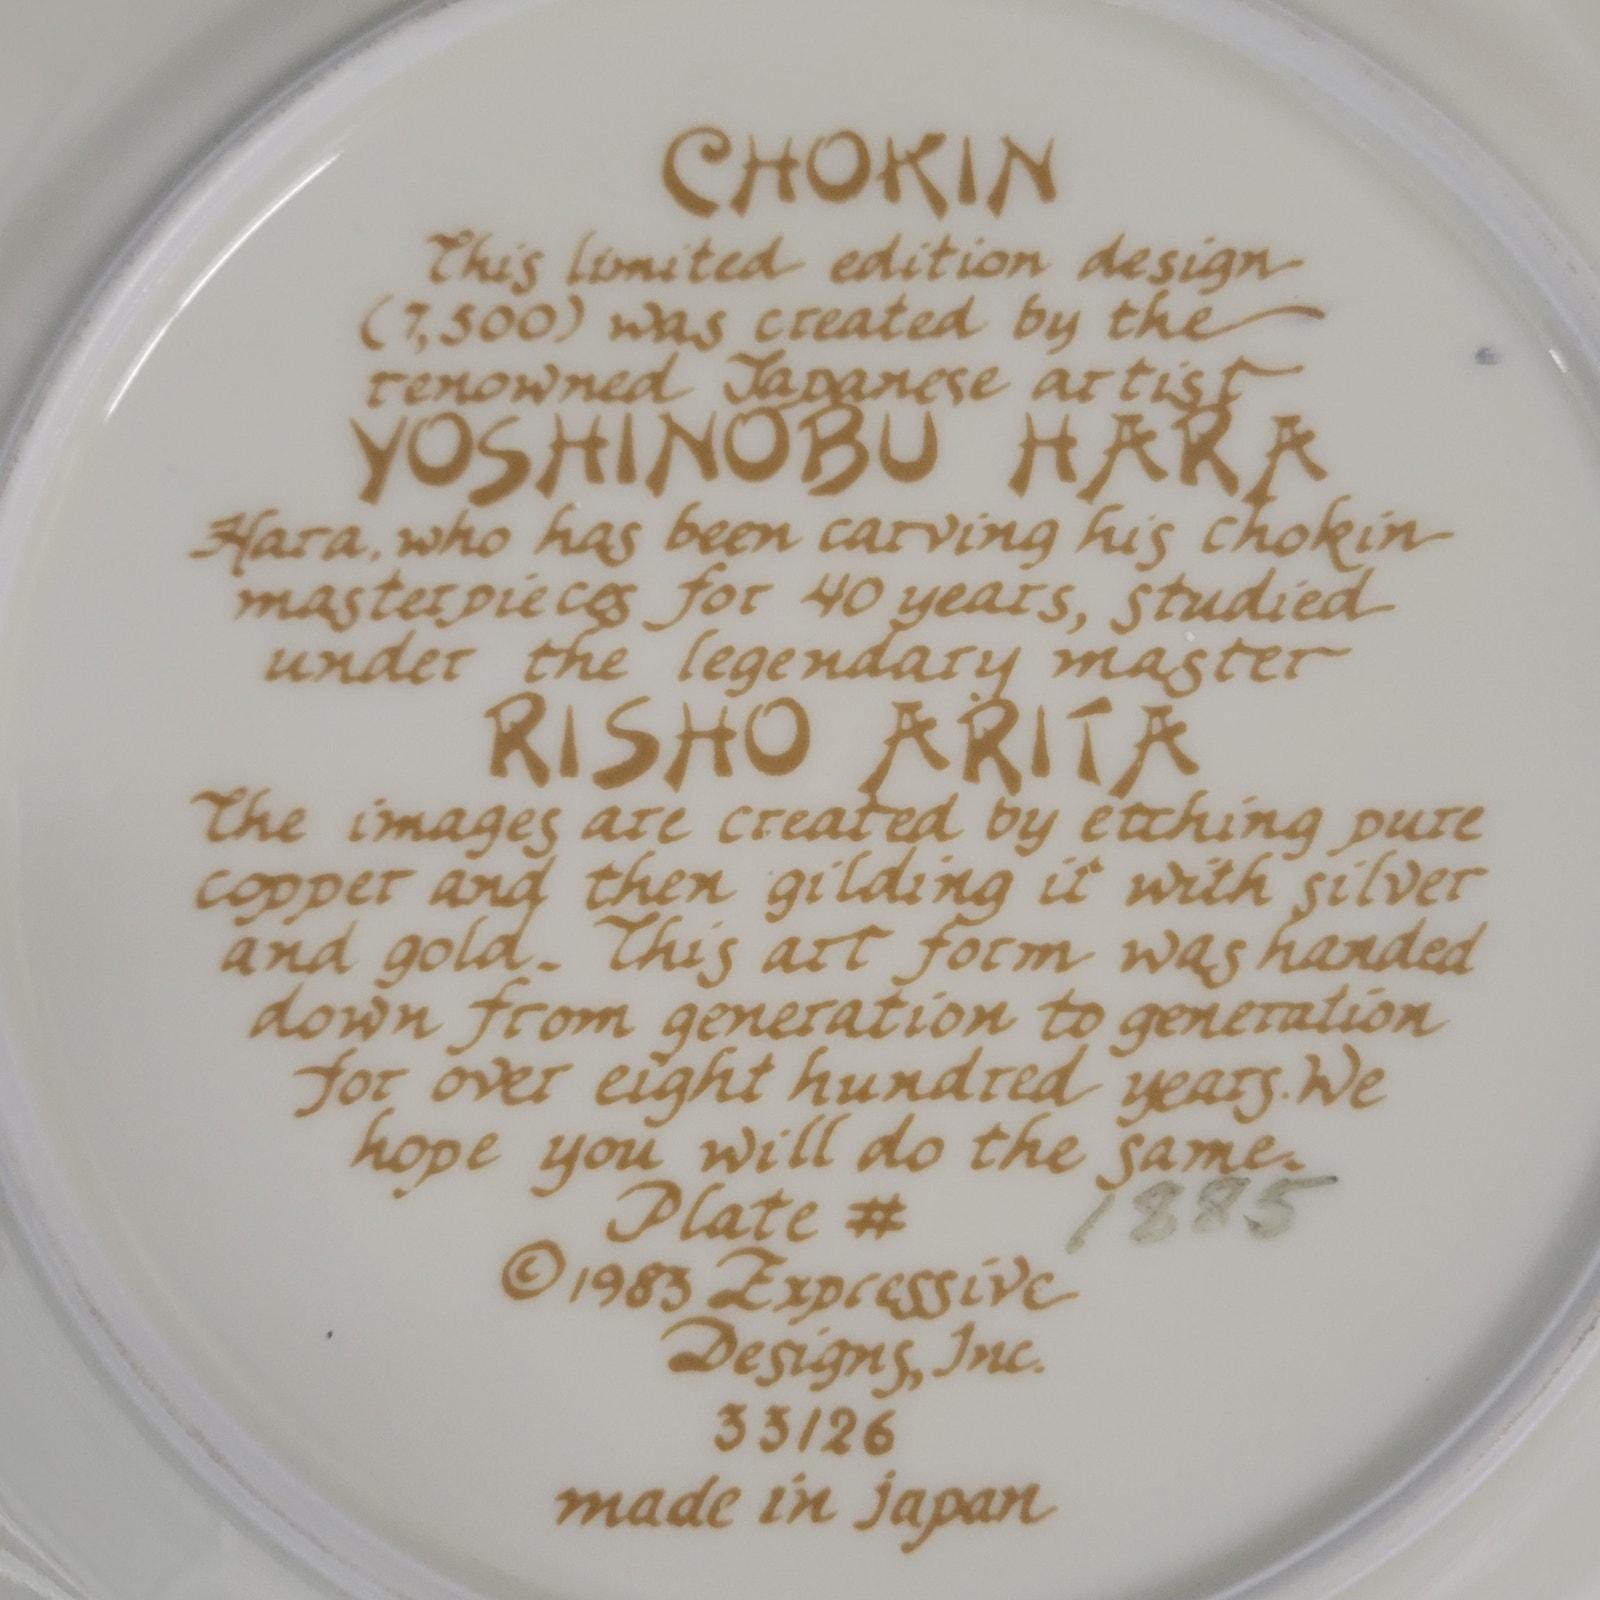 CHOKIN
This limited edition design
(7,500) was created by the
renowned Japanese artist
YOSHINOBU HARA
Hara, who has been carving his chokin
masterpieces for 40 years, studied
under the legendary master
RISHO ARITA
The images are created by etching pure
copper and then gilding it with silver
and gold. This art form was handed
down from generation to generation
for over eight hundred years. We
hope you will do the same.
Plate # 1885
©1983 Expressive
Designs, Inc.
33126
made in japan